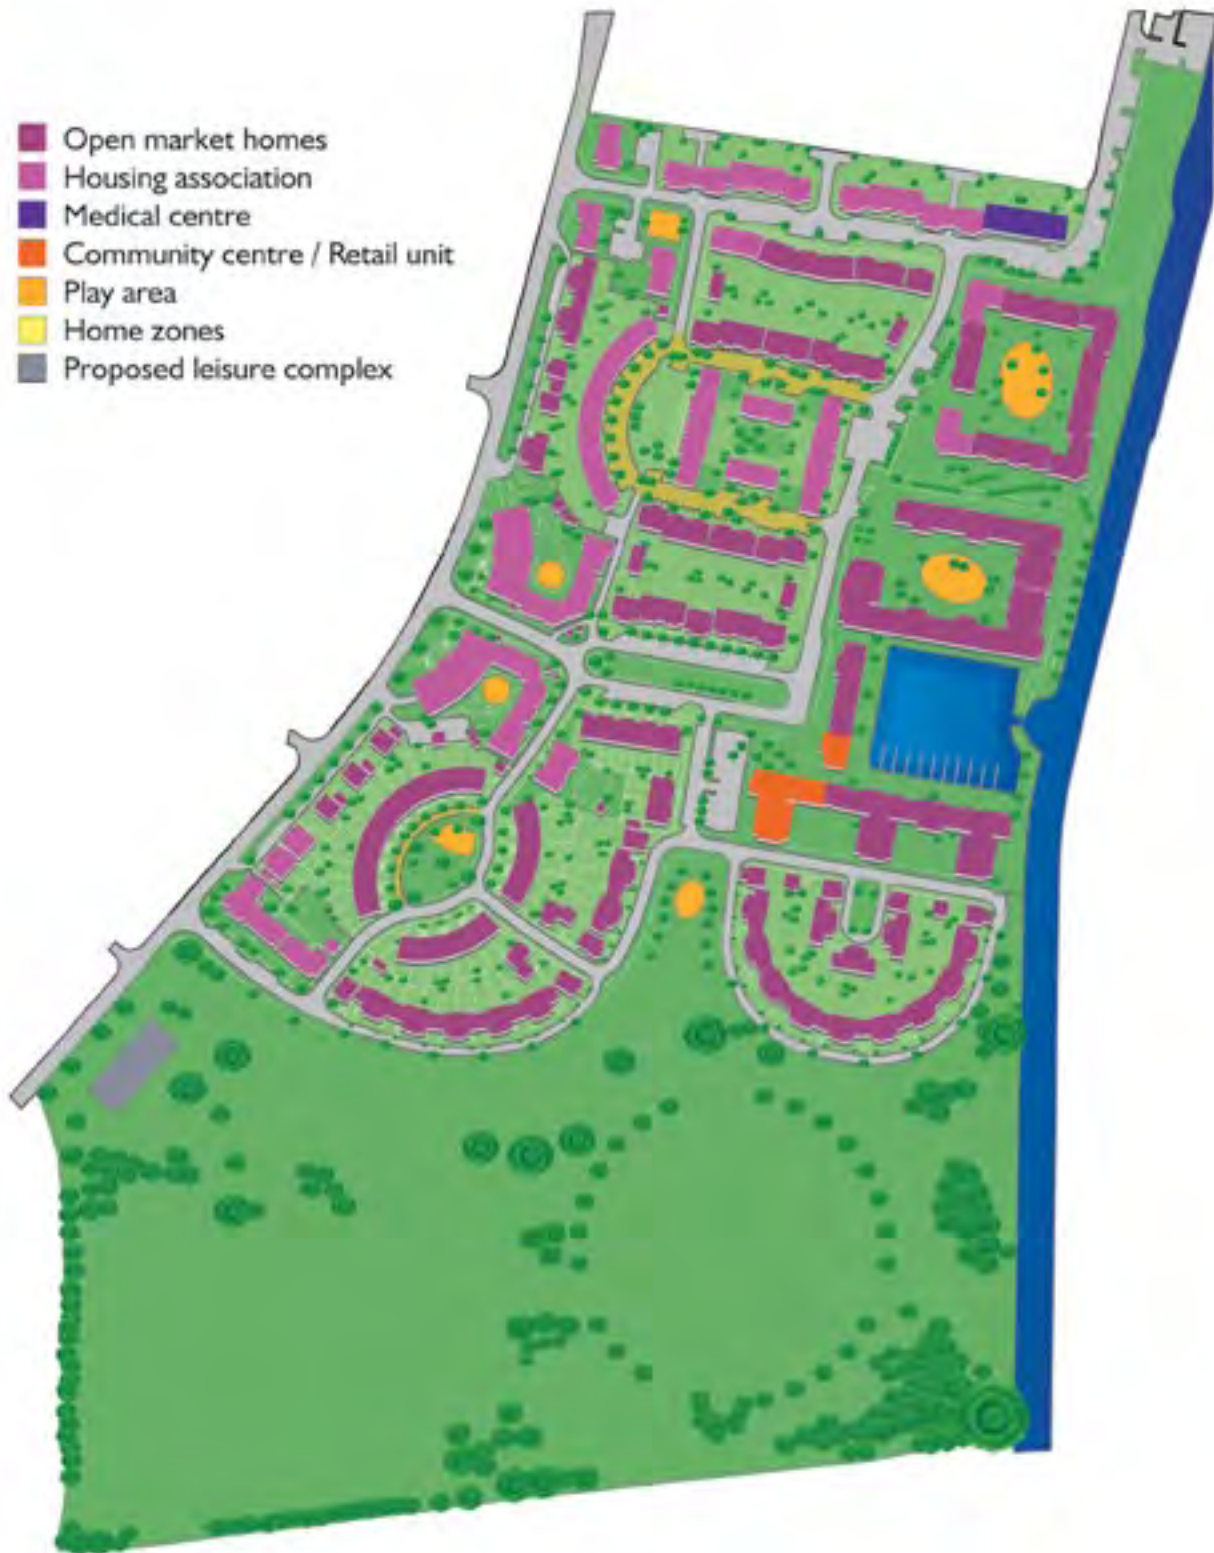 Open market homes
Housing association
Medical centre
Community centre / Retail unit
Play area
Home zones
Proposed leisure complex